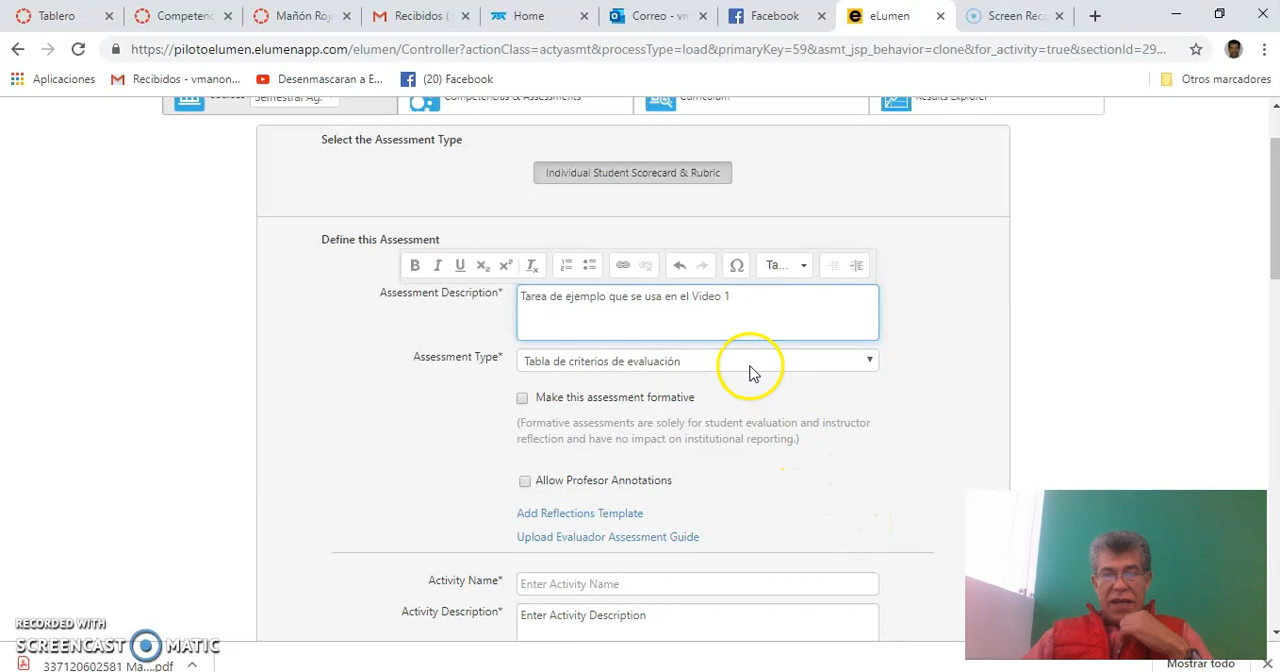 Tablero
Competenc
Mañón Roja
Recibidos (
Home
Correo - vm
Facebook
eLumen
Screen Reco
https://pilotoelumen.elumenapp.com/elumen/Controller?actionClass=actyasmt&processType=load&primaryKey=59&asmt_jsp_behavior=clone&for_activity=true&sectionId=29...
Aplicaciones
Recibidos - vmanon...
Desenmascaran a E...
(20) Facebook
Otros marcadores
Semestral Ag.
Competencias & Assessments
Curriculum
Results Explorer
Select the Assessment Type
Individual Student Scorecard & Rubric
Define this Assessment
B I U x₂ x² Ix Ω Ta...
Assessment Description*
Tarea de ejemplo que se usa en el Video 1
Assessment Type*
Tabla de criterios de evaluación
Make this assessment formative
(Formative assessments are solely for student evaluation and instructor
reflection and have no impact on institutional reporting.)
Allow Profesor Annotations
Add Reflections Template
Upload Evaluador Assessment Guide
Activity Name*
Enter Activity Name
Activity Description*
Enter Activity Description
RECORDED WITH
SCREENCAST MATIC
337120602581 Ma....pdf
Mostrar todo